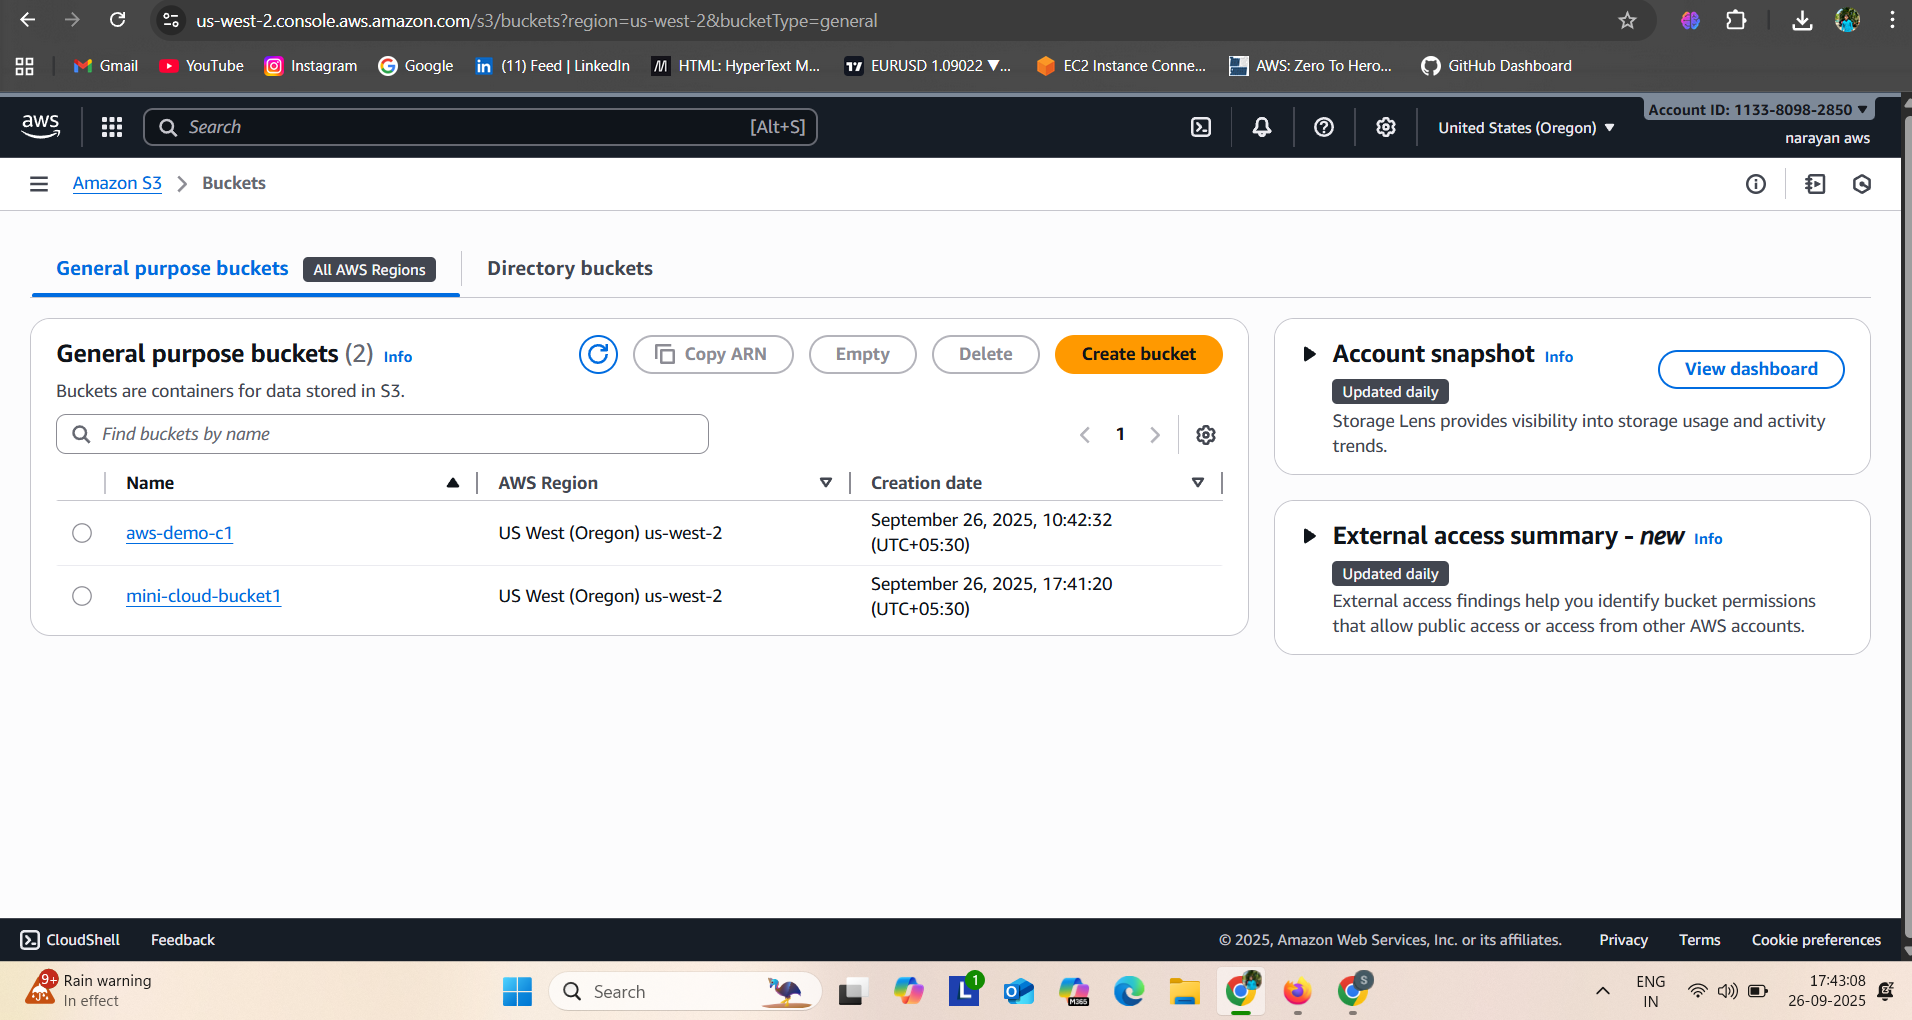 us-west-2.console.aws.amazon.com/s3/buckets?region=us-west-2&bucketType=general
Gmail YouTube Instagram Google (11) Feed | LinkedIn HTML: HyperText M... EURUSD 1.09022 ▼... EC2 Instance Conne... AWS: Zero To Hero... GitHub Dashboard
aws Search [Alt+S] United States (Oregon) ▼ Account ID: 1133-8098-2850 ▼
narayan aws
Amazon S3 > Buckets
General purpose buckets All AWS Regions Directory buckets
General purpose buckets (2) Info Copy ARN Empty Delete Create bucket
Buckets are containers for data stored in S3.
Find buckets by name 1
Name AWS Region Creation date
aws-demo-c1 US West (Oregon) us-west-2 September 26, 2025, 10:42:32
(UTC+05:30)
mini-cloud-bucket1 US West (Oregon) us-west-2 September 26, 2025, 17:41:20
(UTC+05:30)
Account snapshot Info View dashboard
Updated daily
Storage Lens provides visibility into storage usage and activity
trends.
External access summary - new Info
Updated daily
External access findings help you identify bucket permissions
that allow public access or access from other AWS accounts.
CloudShell Feedback © 2025, Amazon Web Services, Inc. or its affiliates. Privacy Terms Cookie preferences
9+ Rain warning
In effect
Search
L 1
M365
S
ENG
IN
17:43:08
26-09-2025